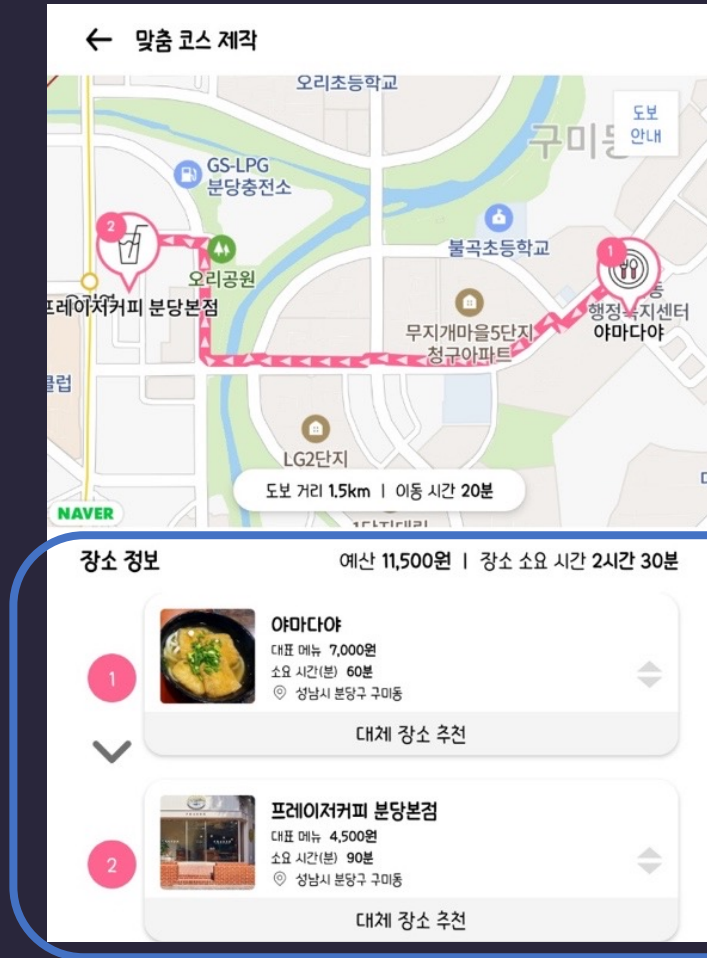 맞춤 코스 제작
오리초등학교
도보
안내
구미동
GS-LPG
분당충전소
2
1
불곡초등학교
오리공원
프레이저커피 분당본점
행정복지센터
야마다야
무지개마을5단지
청구아파트
클럽
LG2단지
도보 거리 1.5km | 이동 시간 20분
NAVER
장소 정보
예산 11,500원 | 장소 소요 시간 2시간 30분
1
야마다야
대표 메뉴 7,000원
소요 시간(분) 60분
성남시 분당구 구미동
대체 장소 추천
2
프레이저커피 분당본점
대표 메뉴 4,500원
소요 시간(분) 90분
성남시 분당구 구미동
대체 장소 추천